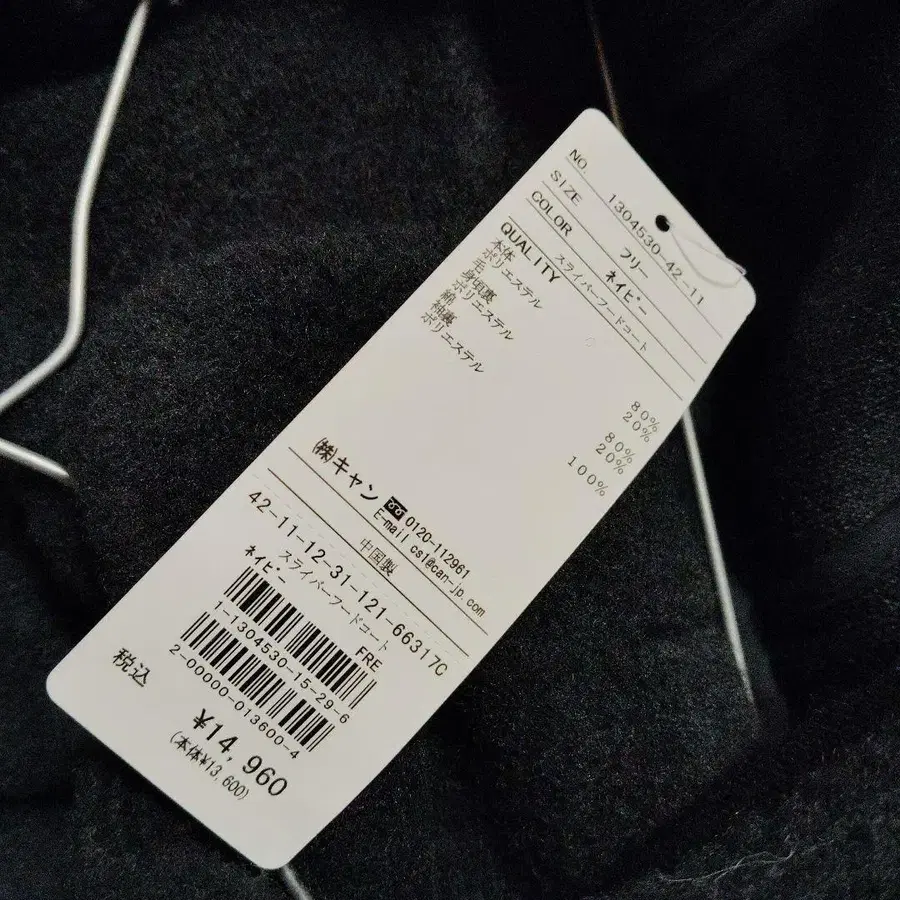 NO. 1304530-42-11
SIZE フリー
COLOR ネイビー
スライバーフードコート
QUALITY
本体
ポリエステル 80%
毛 20%
身頃裏
ポリエステル 80%
綿 20%
袖裏
ポリエステル 100%
㈱キャン 0120-112961
E-mail cs1@can-jp.com
中国製
42-11-12-31-121-66317C
スライバーフードコート
ネイビー FRE
1-1304530-15-29-6
2-00000-013600-4
税込 ¥14,960
(本体¥13,600)